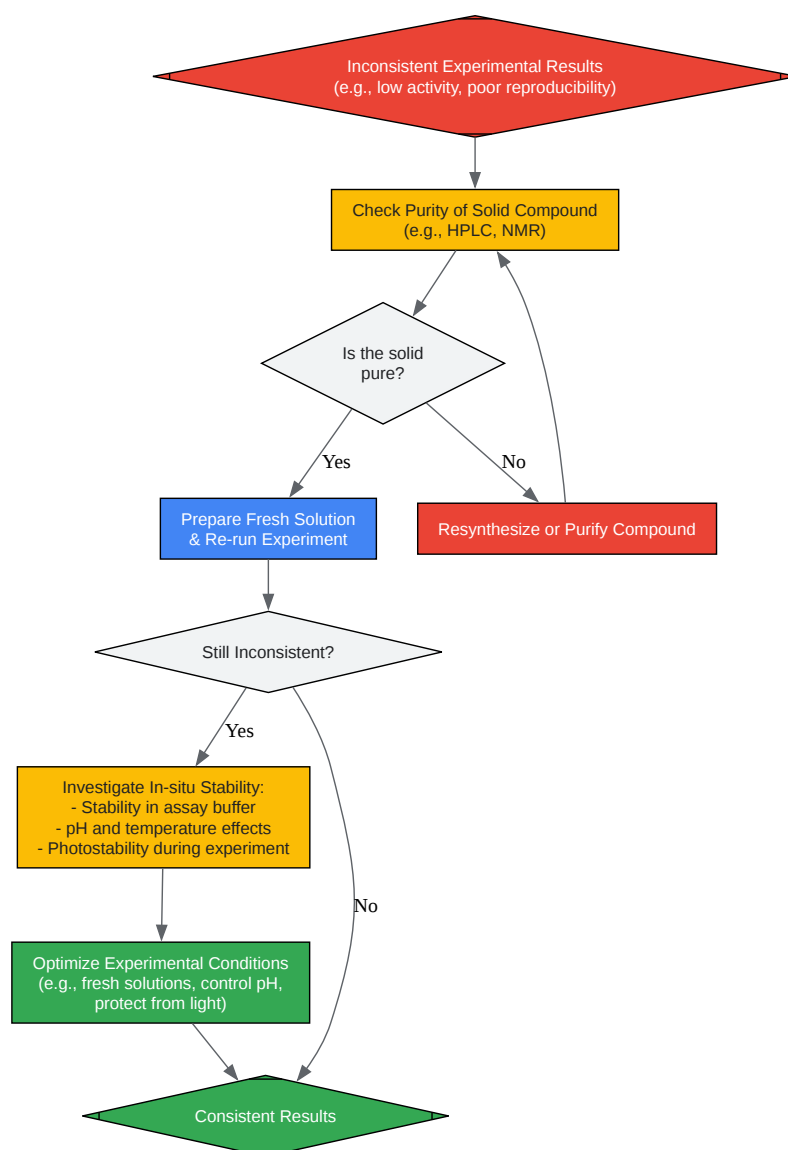 Inconsistent Experimental Results
(e.g., low activity, poor reproducibility)
Check Purity of Solid Compound
(e.g., HPLC, NMR)
Is the solid
pure?
Yes
No
Prepare Fresh Solution
& Re-run Experiment
Resynthesize or Purify Compound
Still Inconsistent?
Yes
Investigate In-situ Stability:
- Stability in assay buffer
- pH and temperature effects
- Photostability during experiment
No
Optimize Experimental Conditions
(e.g., fresh solutions, control pH,
protect from light)
Consistent Results